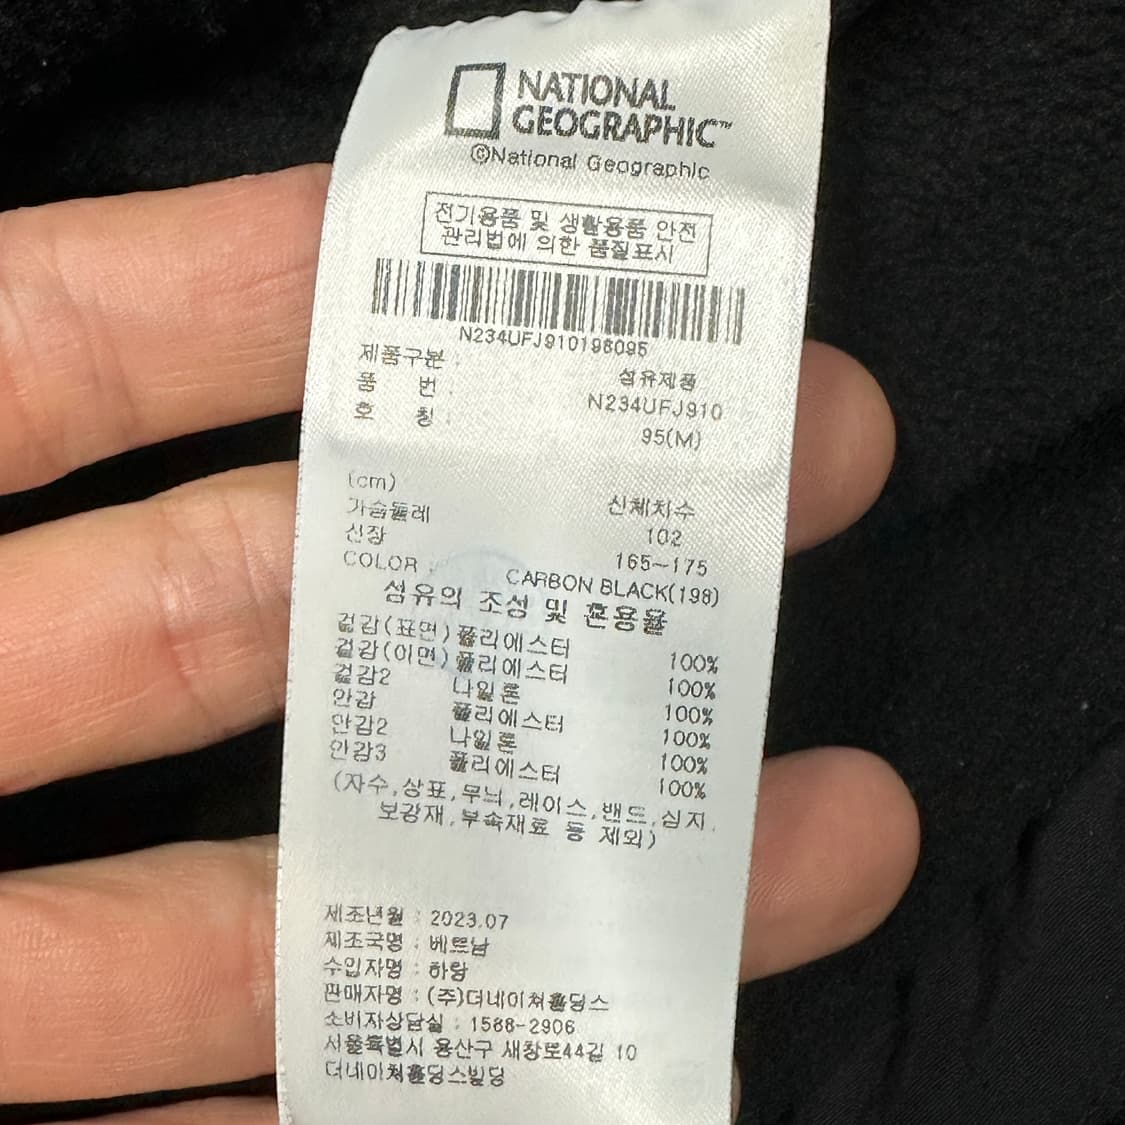 NATIONAL
GEOGRAPHIC™
©National Geographic
전기용품 및 생활용품 안전
관리법에 의한 품질표시
N234UFJ910198095
제품구분 : 섬유제품
품 번 : N234UFJ910
호 칭 : 95(M)
(cm) 신체치수
가슴둘레 102
신장 165~175
COLOR : CARBON BLACK(198)
섬유의 조성 및 혼용율
겉감(표면) 폴리에스터 100%
겉감(이면) 폴리에스터 100%
겉감2 나일론 100%
안감 폴리에스터 100%
안감2 나일론 100%
안감3 폴리에스터 100%
(자수,상표,무늬,레이스,밴드,심지,
보강재,부속재료 등 제외)
제조년월 : 2023.07
제조국명 : 베트남
수입자명 : 하랑
판매자명 : (주)더네이쳐홀딩스
소비자상담실 : 1588-2906
서울특별시 용산구 새창로44길 10
더네이쳐홀딩스빌딩